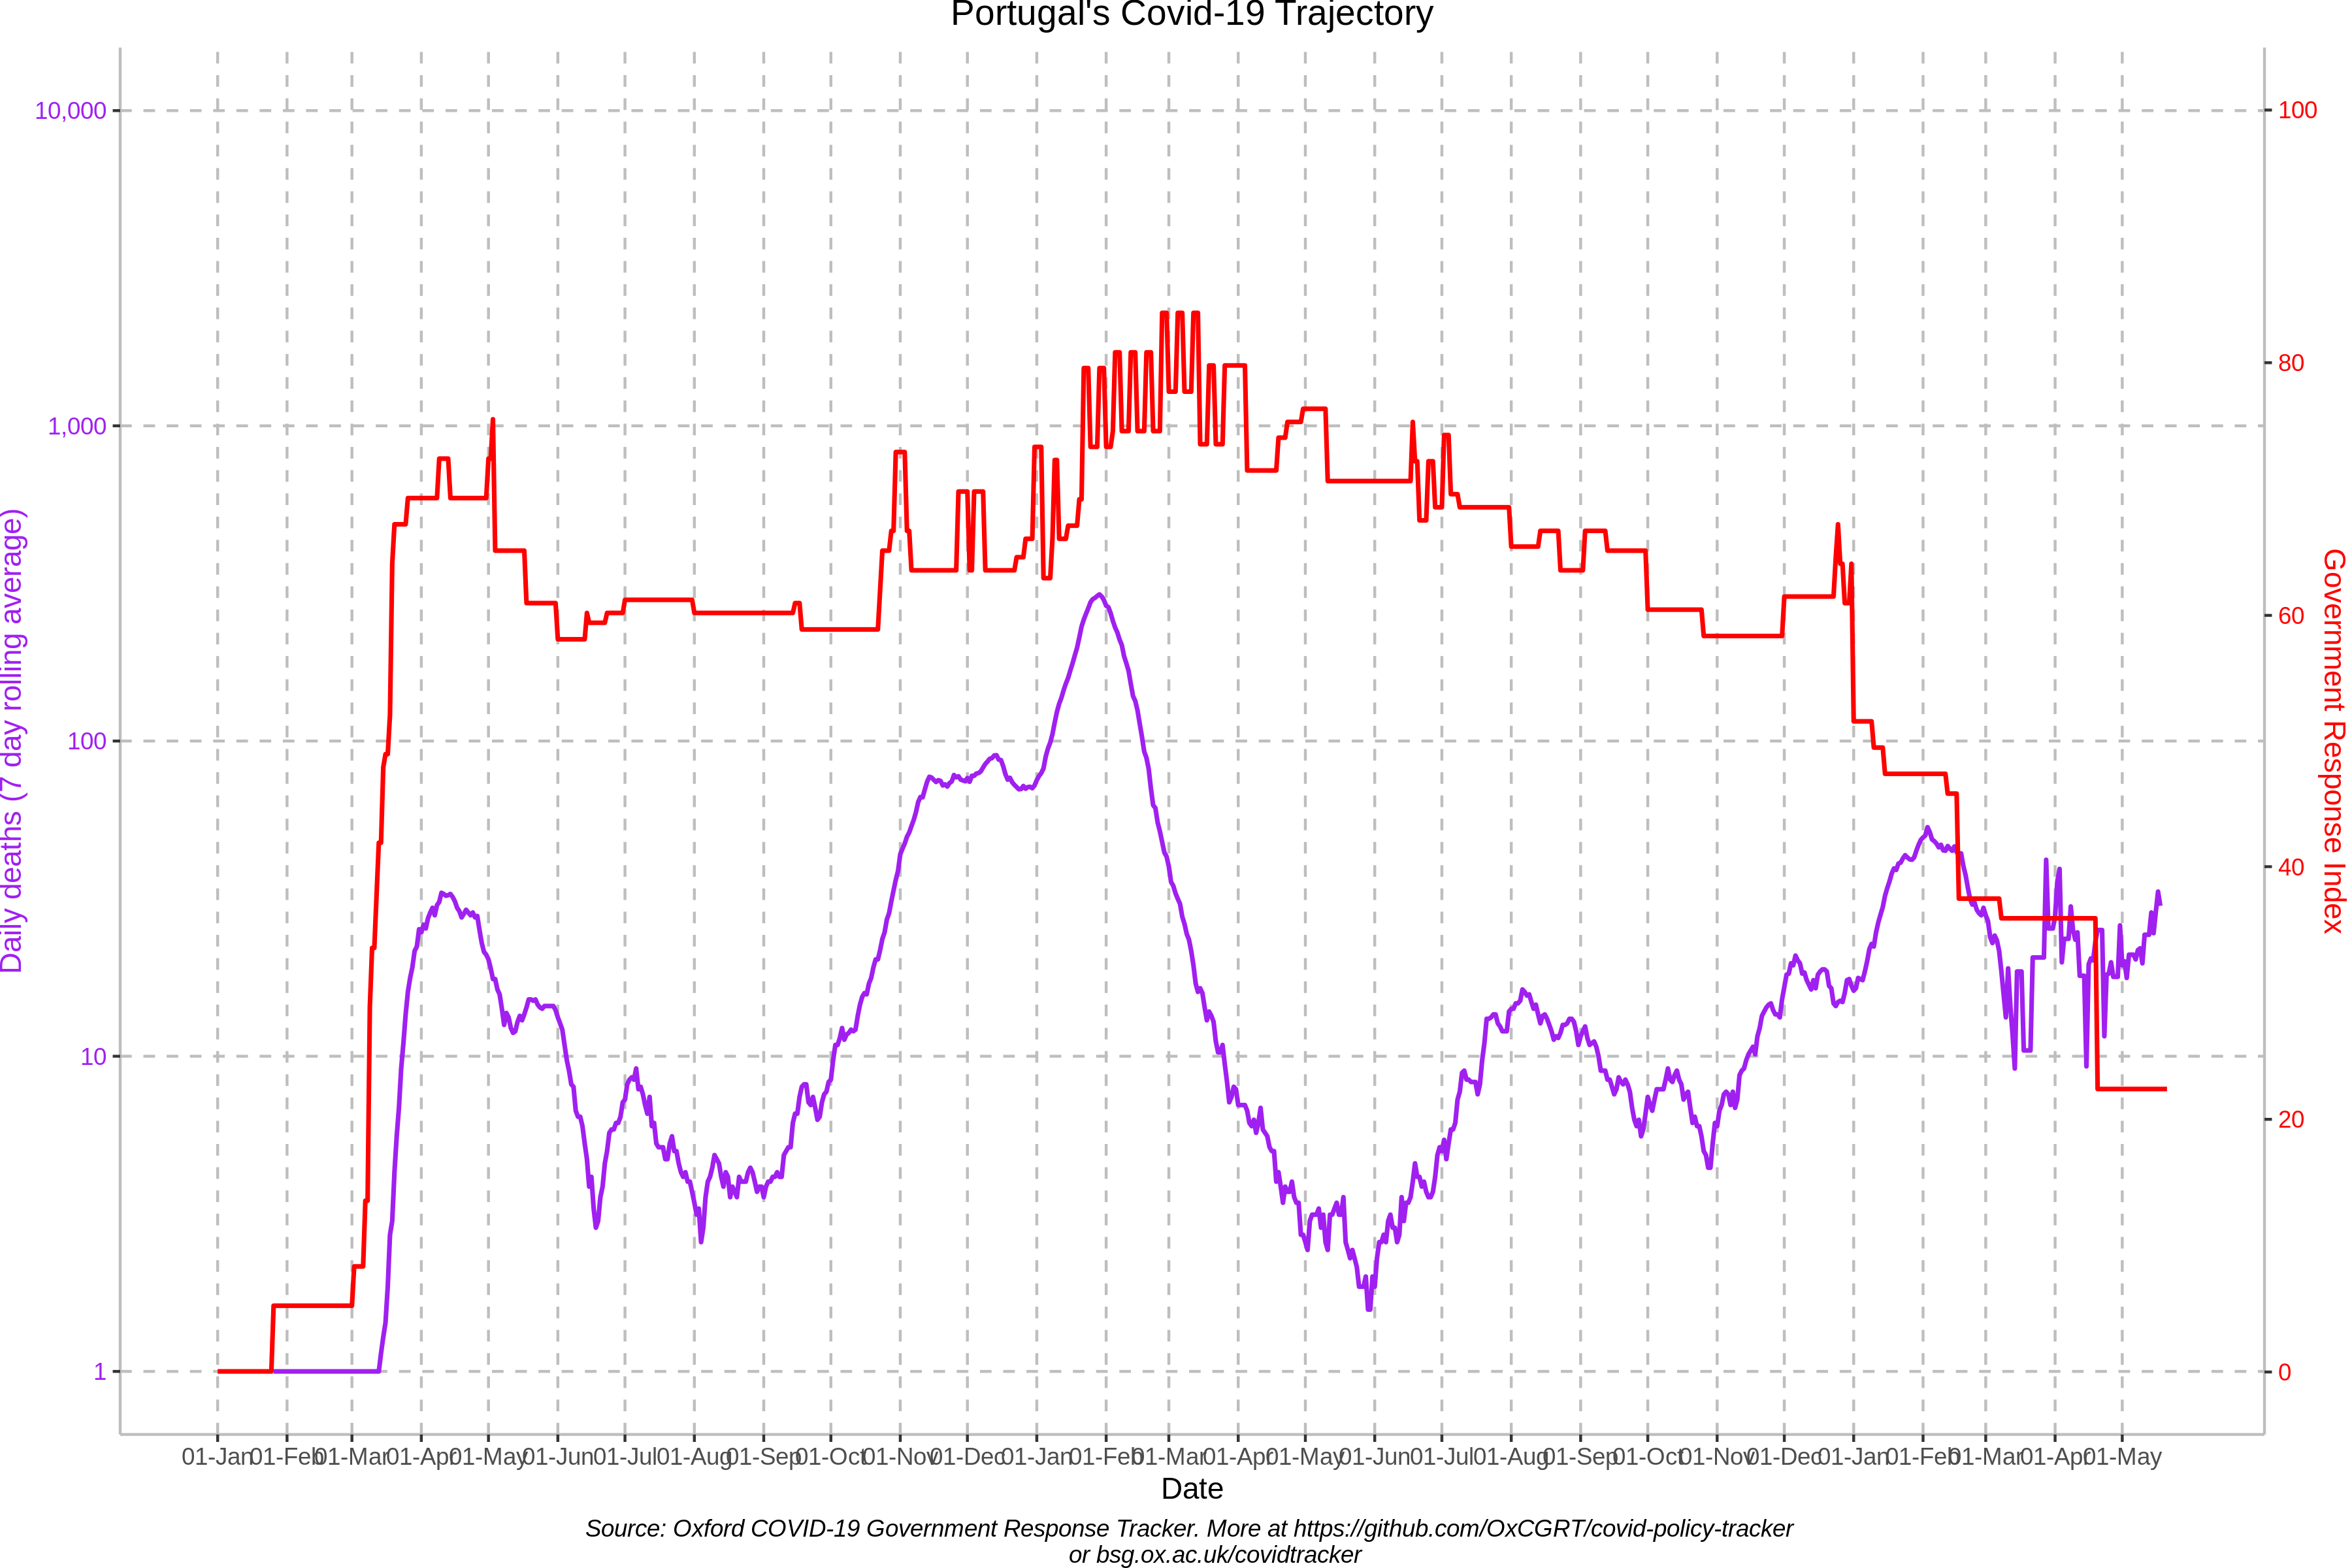 Portugal's Covid-19 Trajectory
10,000
1,000
100
10
1
Daily deaths (7 day rolling average)
100
80
60
40
20
0
Government Response Index
01-Jan 01-Feb 01-Mar 01-Apr 01-May 01-Jun 01-Jul 01-Aug 01-Sep 01-Oct 01-Nov 01-Dec 01-Jan 01-Feb 01-Mar 01-Apr 01-May 01-Jun 01-Jul 01-Aug 01-Sep 01-Oct 01-Nov 01-Dec 01-Jan 01-Feb 01-Mar 01-Apr 01-May
Date
Source: Oxford COVID-19 Government Response Tracker. More at https://github.com/OxCGRT/covid-policy-tracker
or bsg.ox.ac.uk/covidtracker